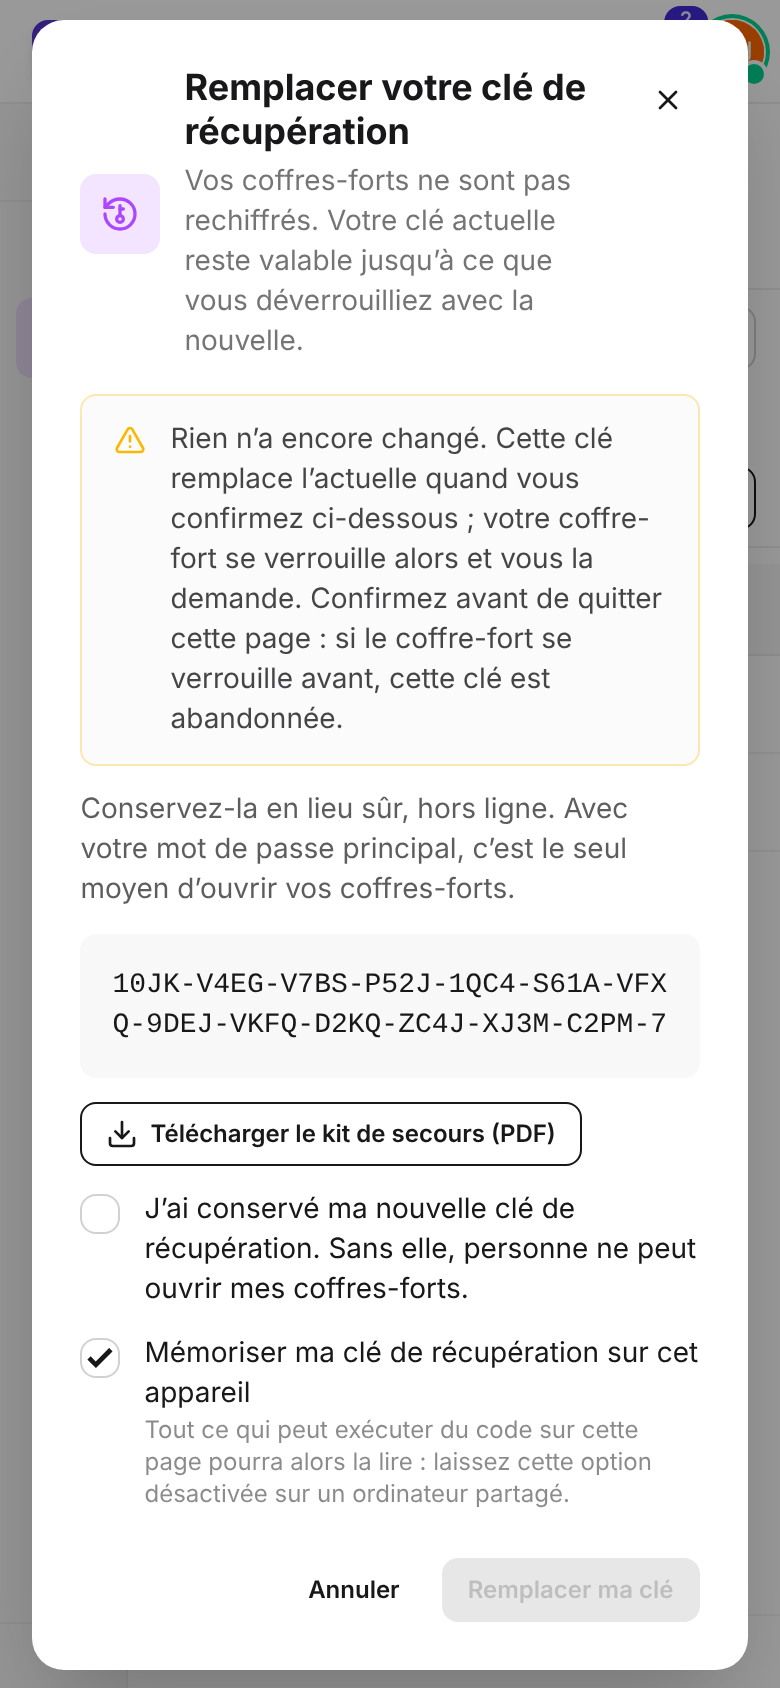 2
Remplacer votre clé de
récupération
Vos coffres-forts ne sont pas
rechiffrés. Votre clé actuelle
reste valable jusqu’à ce que
vous déverrouilliez avec la
nouvelle.
Rien n’a encore changé. Cette clé
remplace l’actuelle quand vous
confirmez ci-dessous ; votre coffre-
fort se verrouille alors et vous la
demande. Confirmez avant de quitter
cette page : si le coffre-fort se
verrouille avant, cette clé est
abandonnée.
Conservez-la en lieu sûr, hors ligne. Avec
votre mot de passe principal, c’est le seul
moyen d’ouvrir vos coffres-forts.
10JK-V4EG-V7BS-P52J-1QC4-S61A-VFX
Q-9DEJ-VKFQ-D2KQ-ZC4J-XJ3M-C2PM-7
Télécharger le kit de secours (PDF)
J’ai conservé ma nouvelle clé de
récupération. Sans elle, personne ne peut
ouvrir mes coffres-forts.
Mémoriser ma clé de récupération sur cet
appareil
Tout ce qui peut exécuter du code sur cette
page pourra alors la lire : laissez cette option
désactivée sur un ordinateur partagé.
Annuler
Remplacer ma clé